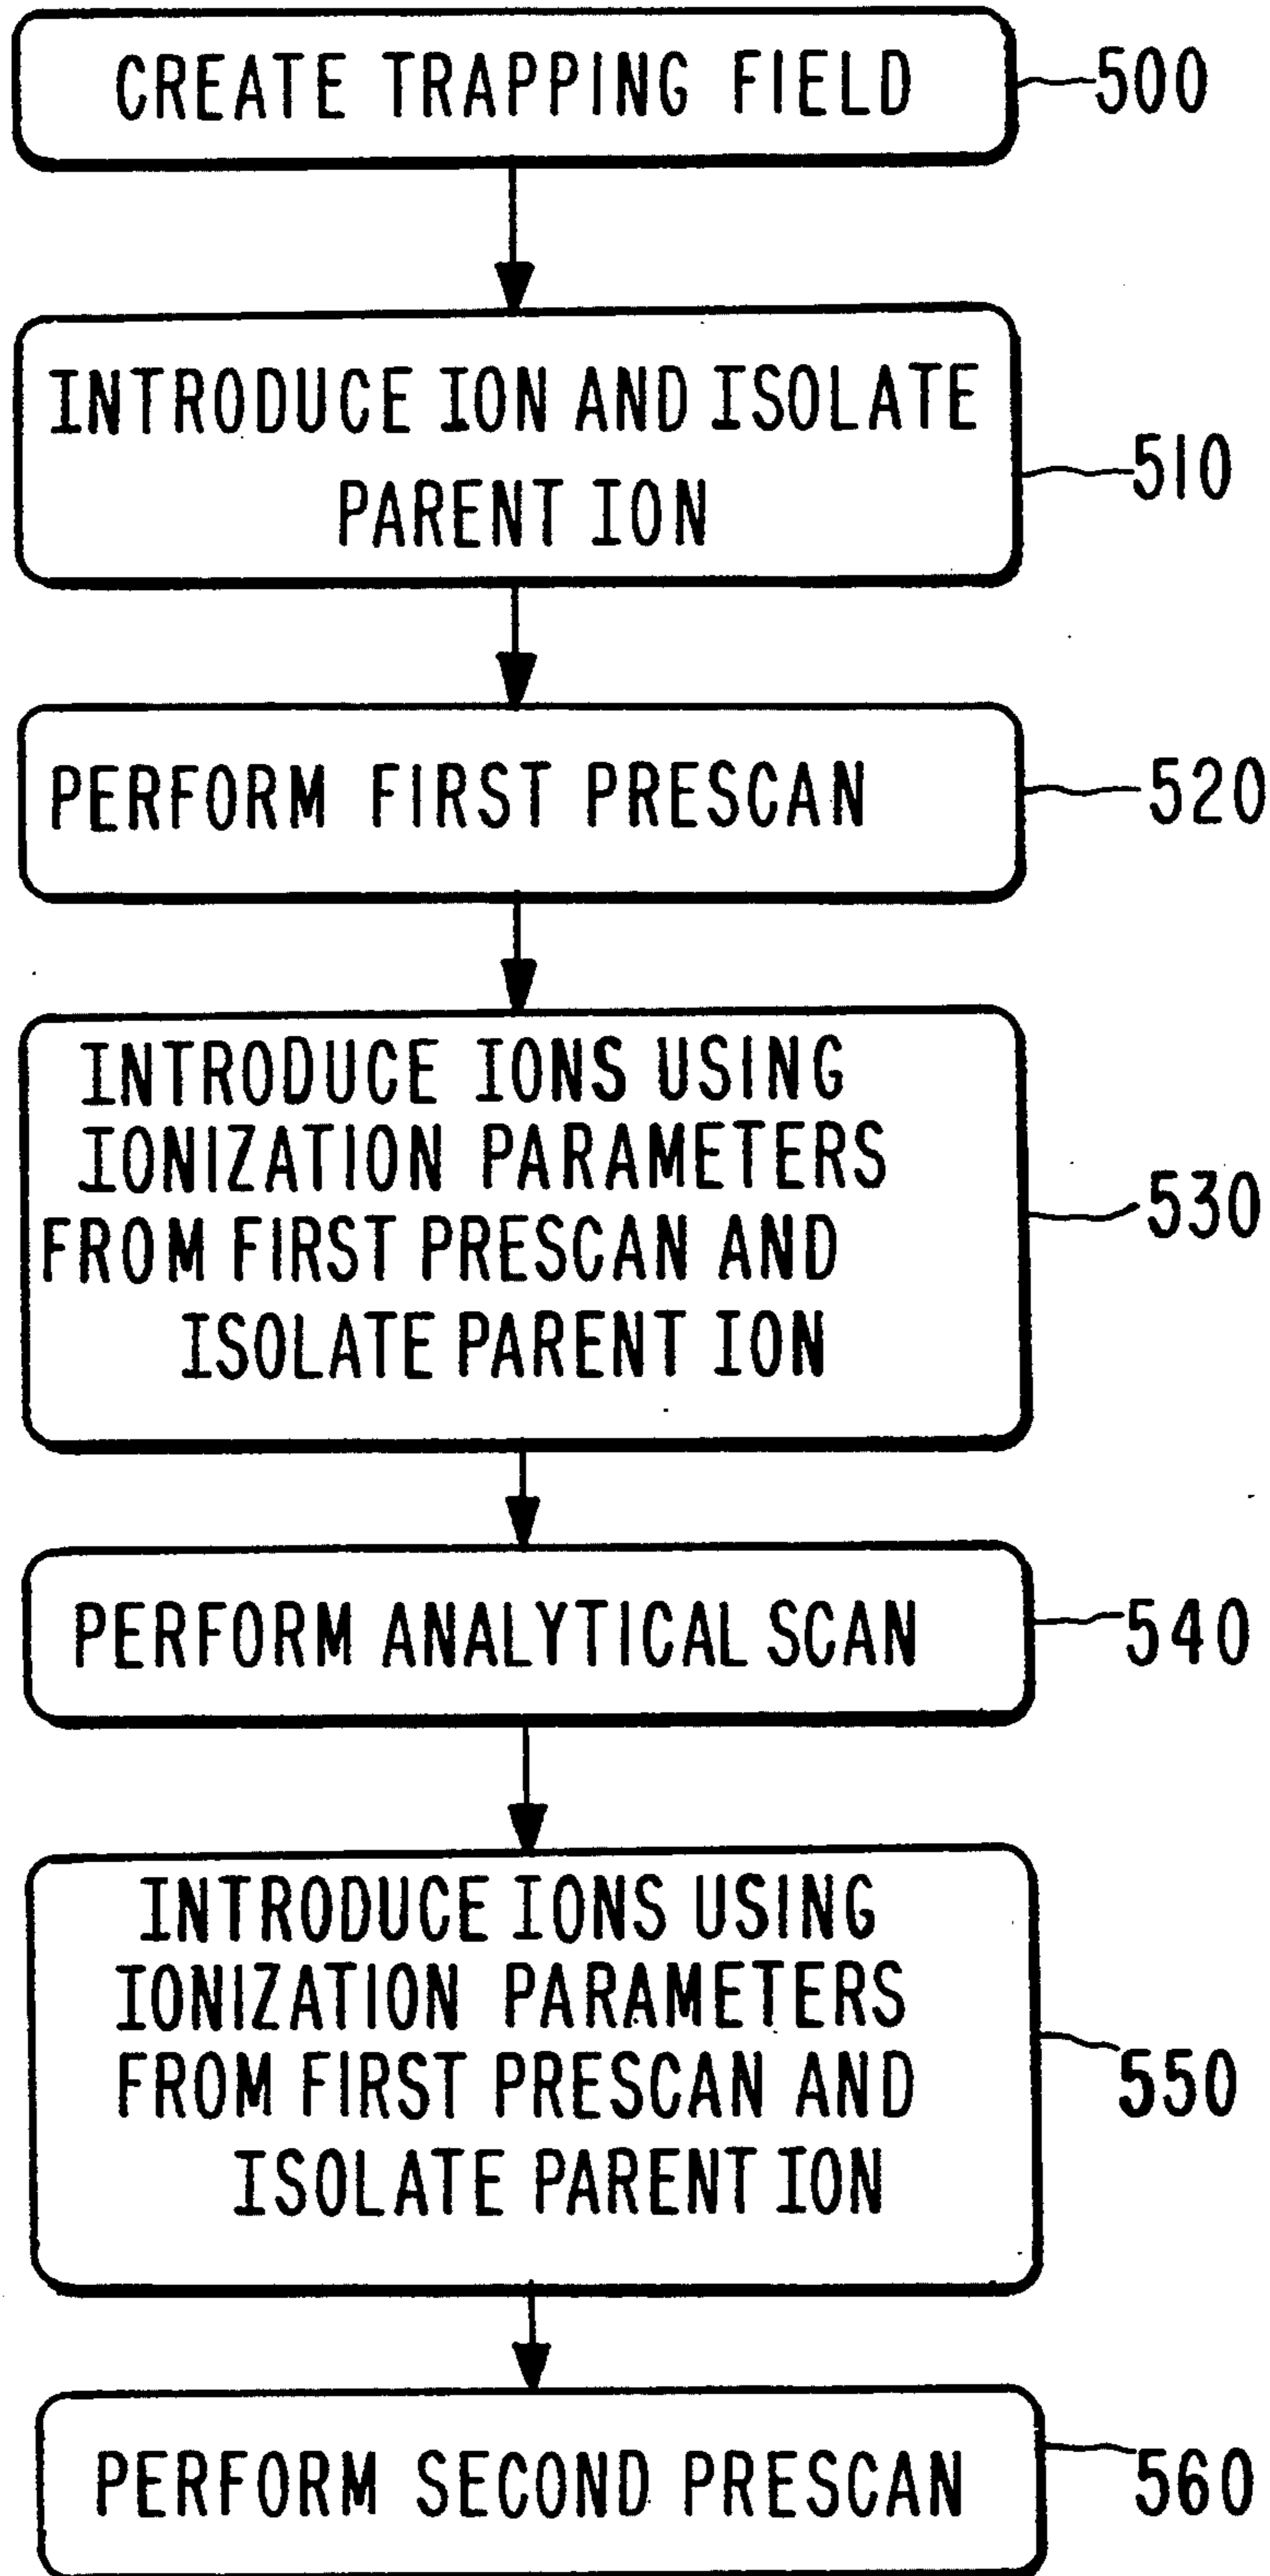 CREATE TRAPPING FIELD
500
INTRODUCE ION AND ISOLATE
PARENT ION
510
PERFORM FIRST PRESCAN
520
INTRODUCE IONS USING
IONIZATION PARAMETERS
FROM FIRST PRESCAN AND
ISOLATE PARENT ION
530
PERFORM ANALYTICAL SCAN
540
INTRODUCE IONS USING
IONIZATION PARAMETERS
FROM FIRST PRESCAN AND
ISOLATE PARENT ION
550
PERFORM SECOND PRESCAN
560